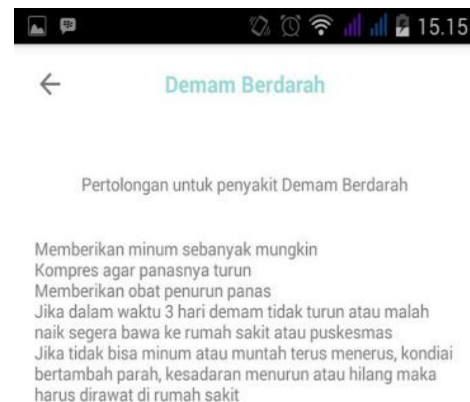 15.15
Demam Berdarah
Pertolongan untuk penyakit Demam Berdarah
Memberikan minum sebanyak mungkin
Kompres agar panasnya turun
Memberikan obat penurun panas
Jika dalam waktu 3 hari demam tidak turun atau malah
naik segera bawa ke rumah sakit atau puskesmas
Jika tidak bisa minum atau muntah terus menerus, kondiai
bertambah parah, kesadaran menurun atau hilang maka
harus dirawat di rumah sakit